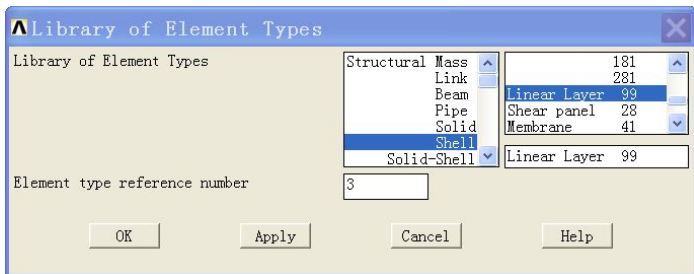 Library of Element Types
Library of Element Types
Structural Mass
Link
Beam
Pipe
Solid
Shell
Solid-Shell
181
281
Linear Layer 99
Shear panel 28
Membrane 41
Linear Layer 99
Element type reference number
3
OK Apply Cancel Help